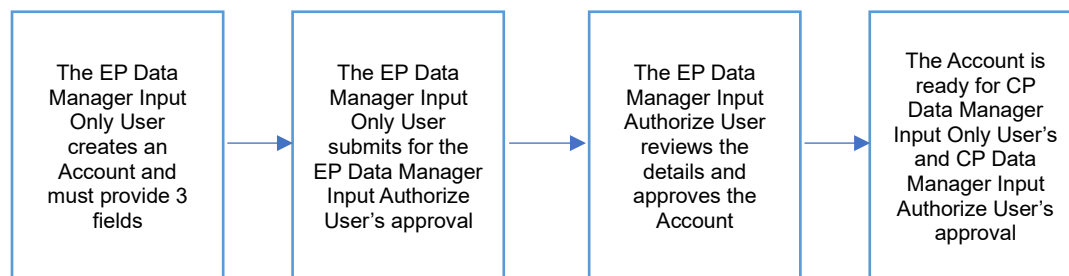 The EP Data
Manager Input
Only User
creates an
Account and
must provide 3
fields
The EP Data
Manager Input
Only User
submits for the
EP Data Manager
Input Authorize
User’s approval
The EP Data
Manager Input
Authorize User
reviews the
details and
approves the
Account
The Account is
ready for CP
Data Manager
Input Only User’s
and CP Data
Manager Input
Authorize User’s
approval